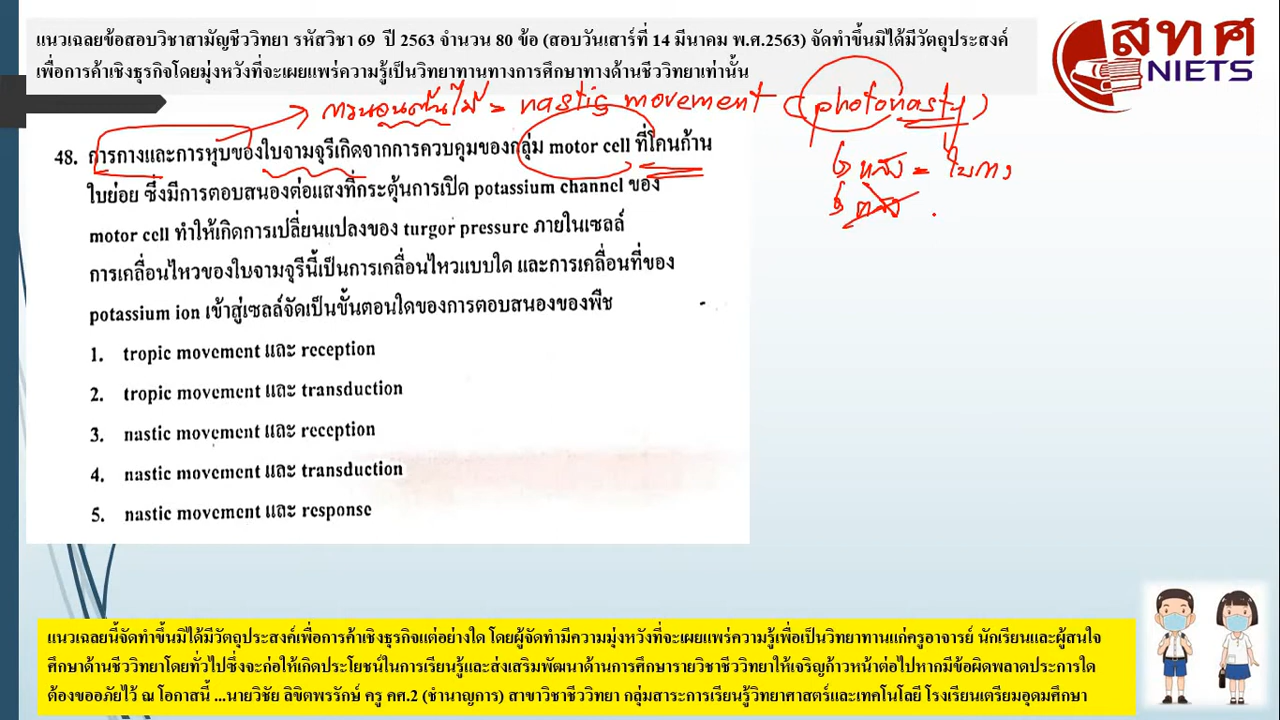 แนวเฉลยข้อสอบวิชาสามัญชีววิทยา รหัสวิชา 69 ปี 2563 จำนวน 80 ข้อ (สอบวันเสาร์ที่ 14 มีนาคม พ.ศ.2563) จัดทำขึ้นมิได้มีวัตถุประสงค์
เพื่อการค้าเชิงธุรกิจโดยมุ่งหวังที่จะเผยแพร่ความรู้เป็นวิทยาทานทางการศึกษาทางด้านชีววิทยาเท่านั้น
สทศ
NIETS
การนอนต้นไม้ = nastic movement (photonasty)
48. การกางและการหุบของใบจามจุรีเกิดจากการควบคุมของกลุ่ม motor cell ที่โคนก้าน
ใบย่อย ซึ่งมีการตอบสนองต่อแสงที่กระตุ้นการเปิด potassium channel ของ
motor cell ทำให้เกิดการเปลี่ยนแปลงของ turgor pressure ภายในเซลล์
การเคลื่อนไหวของใบจามจุรีนี้เป็นการเคลื่อนไหวแบบใด และการเคลื่อนที่ของ
potassium ion เข้าสู่เซลล์จัดเป็นขั้นตอนใดของการตอบสนองของพืช
= ใบกาง
1. tropic movement และ reception
2. tropic movement และ transduction
3. nastic movement และ reception
4. nastic movement และ transduction
5. nastic movement และ response
แนวเฉลยนี้จัดทำขึ้นมิได้มีวัตถุประสงค์เพื่อการค้าเชิงธุรกิจแต่อย่างใด โดยผู้จัดทำมีความมุ่งหวังที่จะเผยแพร่ความรู้เพื่อเป็นวิทยาทานแก่ครูอาจารย์ นักเรียนและผู้สนใจ
ศึกษาด้านชีววิทยาโดยทั่วไปซึ่งจะก่อให้เกิดประโยชน์ในการเรียนรู้และส่งเสริมพัฒนาด้านการศึกษารายวิชาชีววิทยาให้เจริญก้าวหน้าต่อไปหากมีข้อผิดพลาดประการใด
ต้องขออภัยไว้ ณ โอกาสนี้ ...นายวิชัย ลิขิตพรรักษ์ ครู คศ.2 (ชำนาญการ) สาขาวิชาชีววิทยา กลุ่มสาระการเรียนรู้วิทยาศาสตร์และเทคโนโลยี โรงเรียนเตรียมอุดมศึกษา